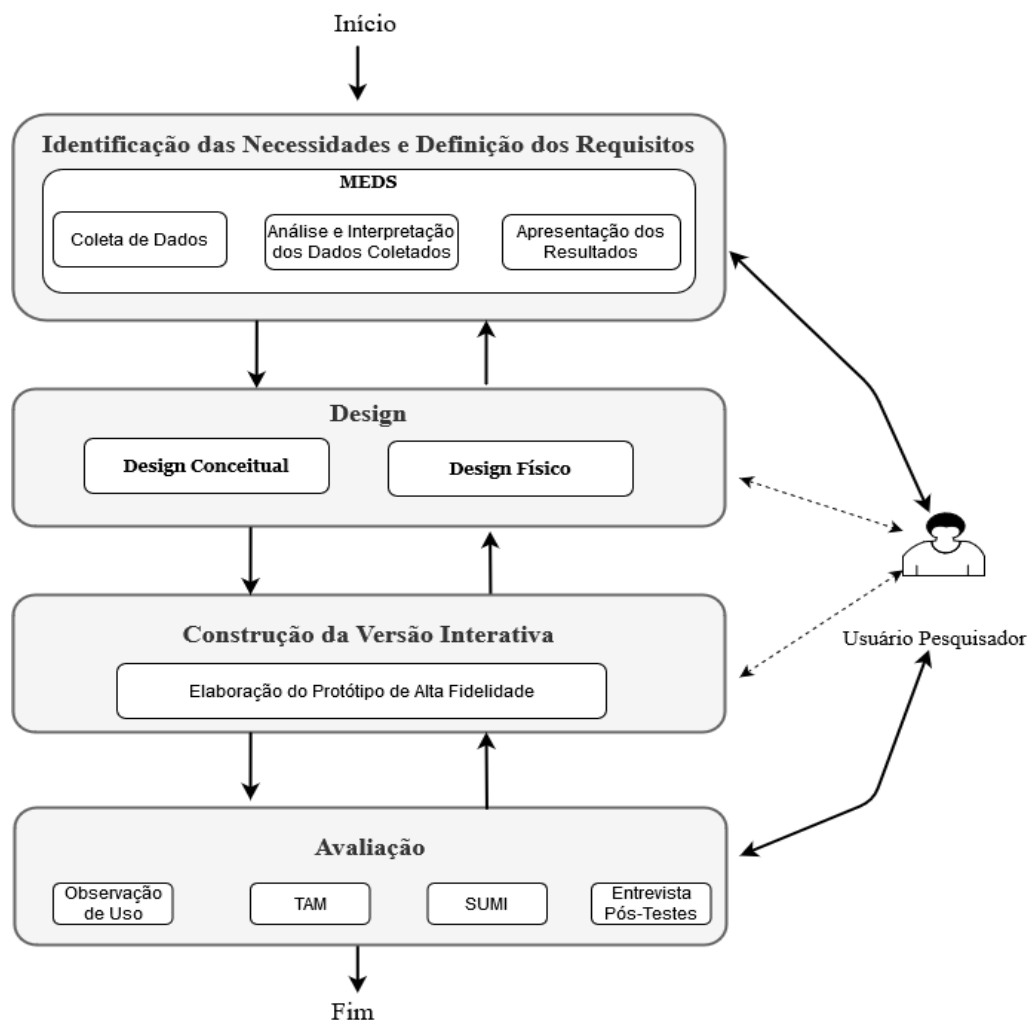 Início
Identificação das Necessidades e Definição dos Requisitos
MEDS
Coleta de Dados
Análise e Interpretação
dos Dados Coletados
Apresentação dos
Resultados
Design
Design Conceitual
Design Físico
Construção da Versão Interativa
Elaboração do Protótipo de Alta Fidelidade
Usuário Pesquisador
Avaliação
Observação
de Uso
TAM
SUMI
Entrevista
Pós-Testes
Fim